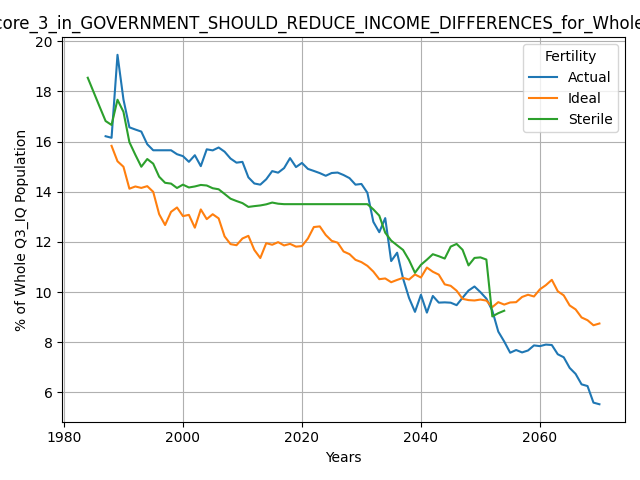 core_3_in_GOVERNMENT_SHOULD_REDUCE_INCOME_DIFFERENCES_for_Whole
20
18
16
14
12
10
8
6
% of Whole Q3_IQ Population
1980
2000
2020
2040
2060
Years
Fertility
Actual
Ideal
Sterile